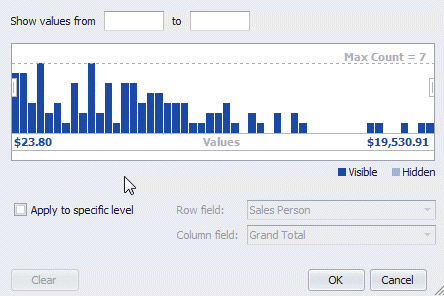 Show values from to
Max Count = 7
$23.80 Values $19,530.91
Visible Hidden
Apply to specific level Row field: Sales Person
Column field: Grand Total
Clear OK Cancel